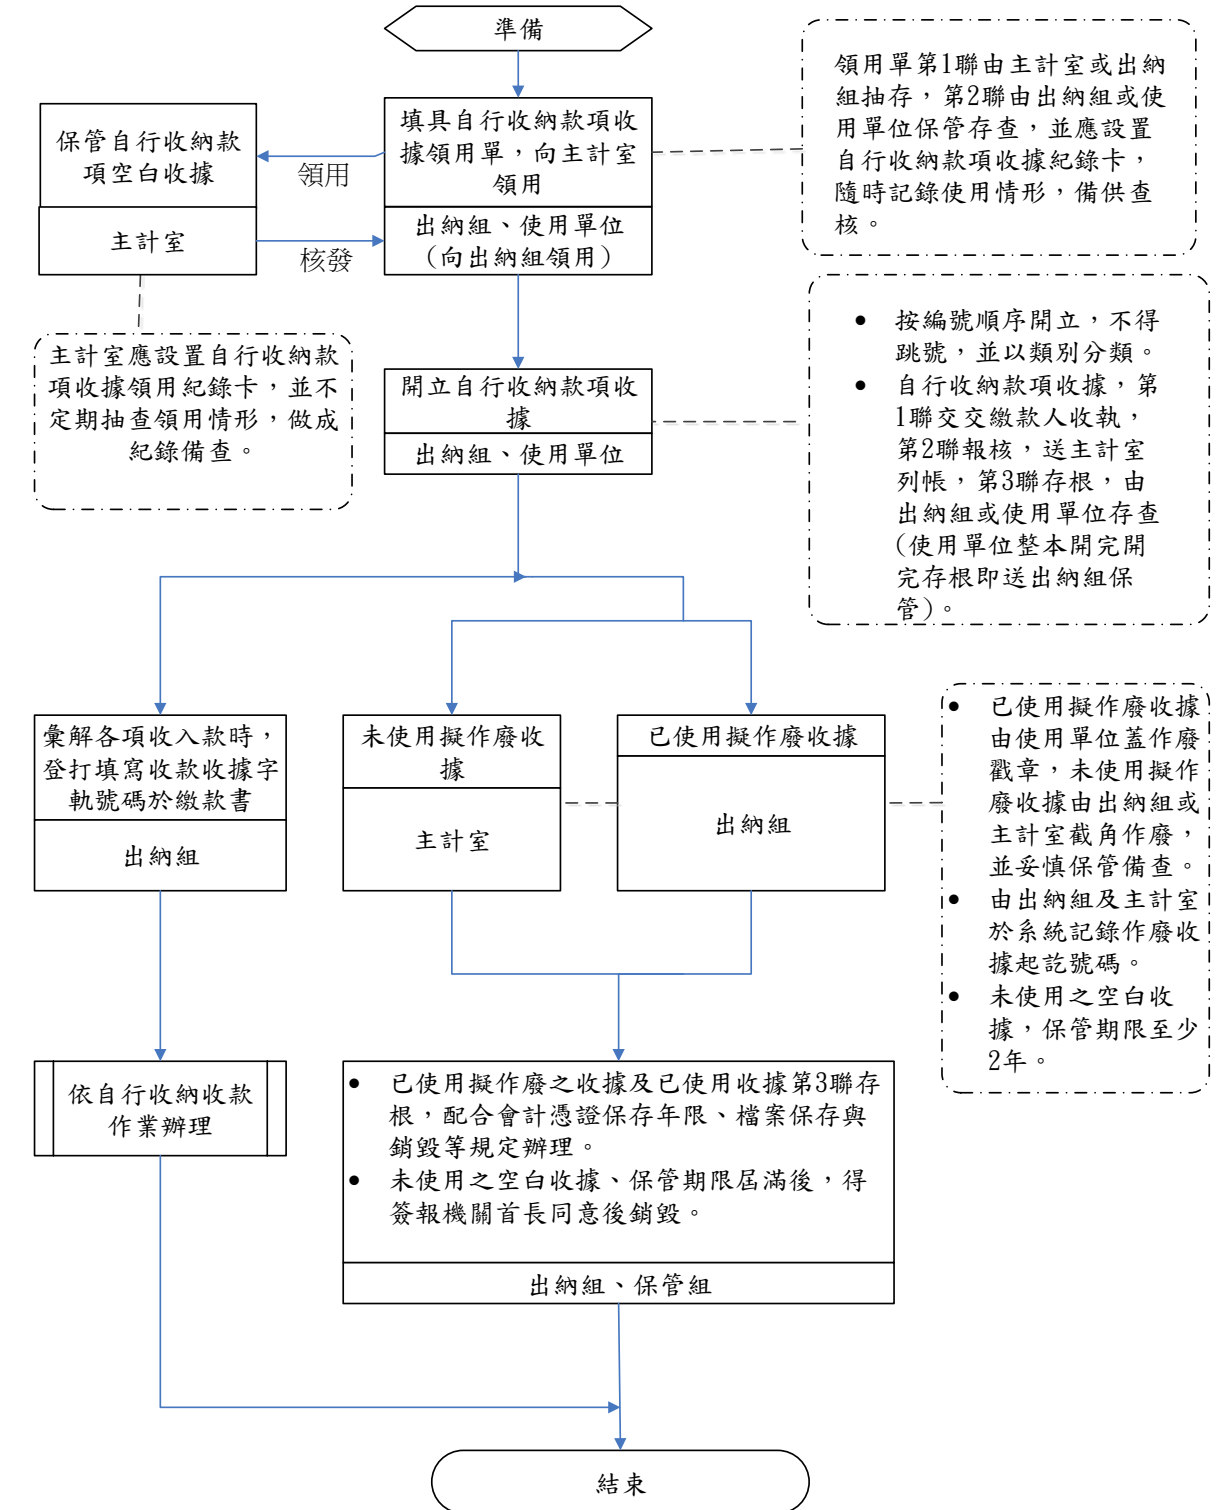 準備
領用單第1聯由主計室或出納
組抽存，第2聯由出納組或使
用單位保管存查，並應設置
自行收納款項收據紀錄卡，
隨時記錄使用情形，備供查
核。
保管自行收納款
項空白收據
主計室
領用
核發
填具自行收納款項收
據領用單，向主計室
領用
出納組、使用單位
(向出納組領用)
主計室應設置自行收納款
項收據領用紀錄卡，並不
定期抽查領用情形，做成
紀錄備查。
開立自行收納款項收
據
出納組、使用單位
● 按編號順序開立，不得
跳號，並以類別分類。
● 自行收納款項收據，第
1聯交交繳款人收執，
第2聯報核，送主計室
列帳，第3聯存根，由
出納組或使用單位存查
(使用單位整本開完開
完存根即送出納組保
管)。
彙解各項收入款時，
登打填寫收款收據字
軌號碼於繳款書
出納組
未使用擬作廢收
據
主計室
已使用擬作廢收據
出納組
● 已使用擬作廢收據
由使用單位蓋作廢
戳章，未使用擬作
廢收據由出納組或
主計室截角作廢，
並妥慎保管備查。
● 由出納組及主計室
於系統記錄作廢收
據起訖號碼。
● 未使用之空白收
據，保管期限至少
2年。
依自行收納收款
作業辦理
● 已使用擬作廢之收據及已使用收據第3聯存
根，配合會計憑證保存年限、檔案保存與
銷毀等規定辦理。
● 未使用之空白收據、保管期限屆滿後，得
簽報機關首長同意後銷毀。
出納組、保管組
結束